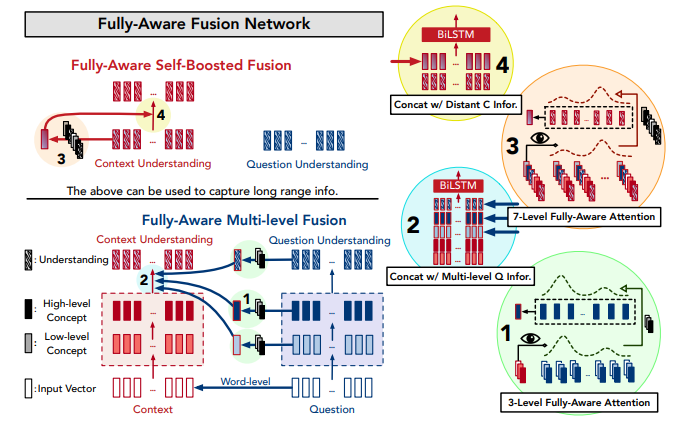 Fully-Aware Fusion Network
Fully-Aware Self-Boosted Fusion
...
4
...
...
3
Context Understanding
Question Understanding
The above can be used to capture long range info.
Fully-Aware Multi-level Fusion
Context Understanding
Question Understanding
: Understanding
...
...
2
: High-level
Concept
...
1
...
: Low-level
Concept
...
...
: Input Vector
...
Word-level
...
Context
Question
BiLSTM
...
4
...
Concat w/ Distant C Infor.
...
3
...
7-Level Fully-Aware Attention
BiLSTM
...
2
Concat w/ Multi-level Q Infor.
...
1
...
3-Level Fully-Aware Attention